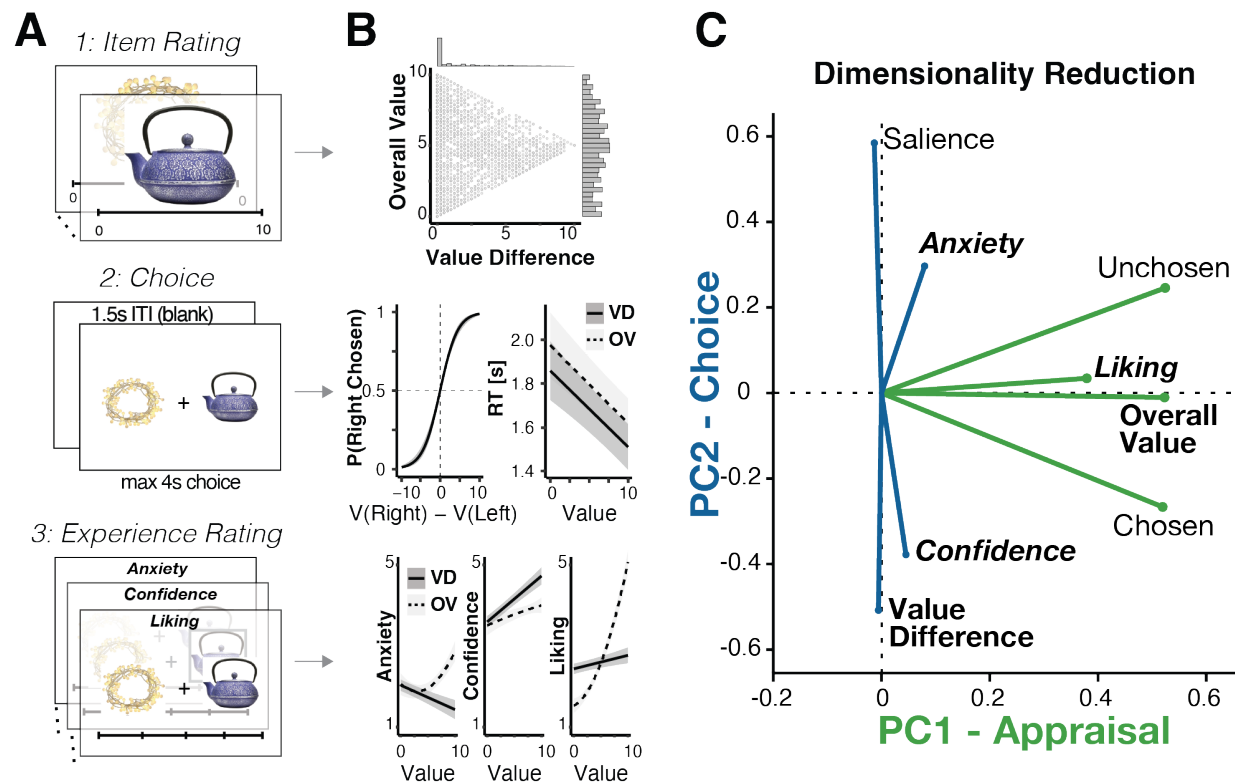 A
1: Item Rating
0
0
0
10
2: Choice
1.5s ITI (blank)
+
max 4s choice
3: Experience Rating
Anxiety
Confidence
Liking
+
+
+
B
10
5
0
Overall Value
0
5
10
Value Difference
1
0.5
0
P(Right Chosen)
−10
0
10
V(Right) − V(Left)
VD
OV
2.0
1.8
1.6
1.4
RT [s]
0
10
Value
5
1
Anxiety
VD
OV
0
10
Value
5
1
Confidence
0
10
Value
5
1
Liking
0
10
Value
C
Dimensionality Reduction
0.6
0.4
0.2
0
-0.2
-0.4
-0.6
PC2 - Choice
Salience
Anxiety
Unchosen
Liking
Overall
Value
Chosen
Confidence
Value
Difference
-0.2
0
0.2
0.4
0.6
PC1 - Appraisal